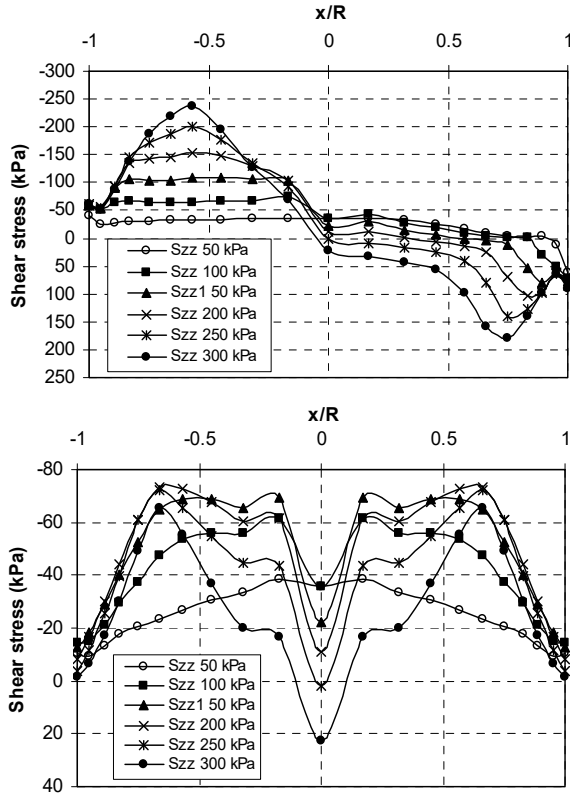 x/R
-1 -0.5 0 0.5 1
-300
-250
-200
-150
-100
-50
0
50
100
150
200
250
Shear stress (kPa)
Szz 50 kPa
Szz 100 kPa
Szz1 50 kPa
Szz 200 kPa
Szz 250 kPa
Szz 300 kPa
x/R
-1 -0.5 0 0.5 1
-80
-60
-40
-20
0
20
40
Shear stress (kPa)
Szz 50 kPa
Szz 100 kPa
Szz1 50 kPa
Szz 200 kPa
Szz 250 kPa
Szz 300 kPa